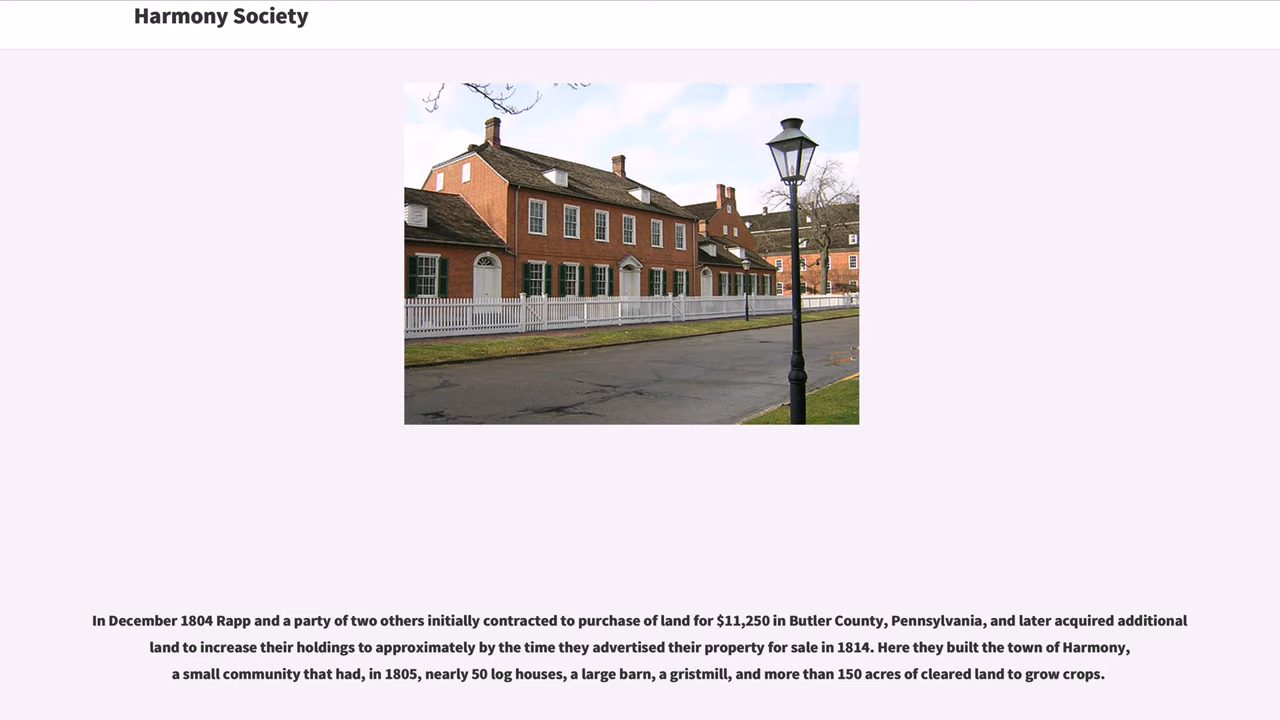 Harmony Society
In December 1804 Rapp and a party of two others initially contracted to purchase of land for $11,250 in Butler County, Pennsylvania, and later acquired additional
land to increase their holdings to approximately by the time they advertised their property for sale in 1814. Here they built the town of Harmony,
a small community that had, in 1805, nearly 50 log houses, a large barn, a gristmill, and more than 150 acres of cleared land to grow crops.